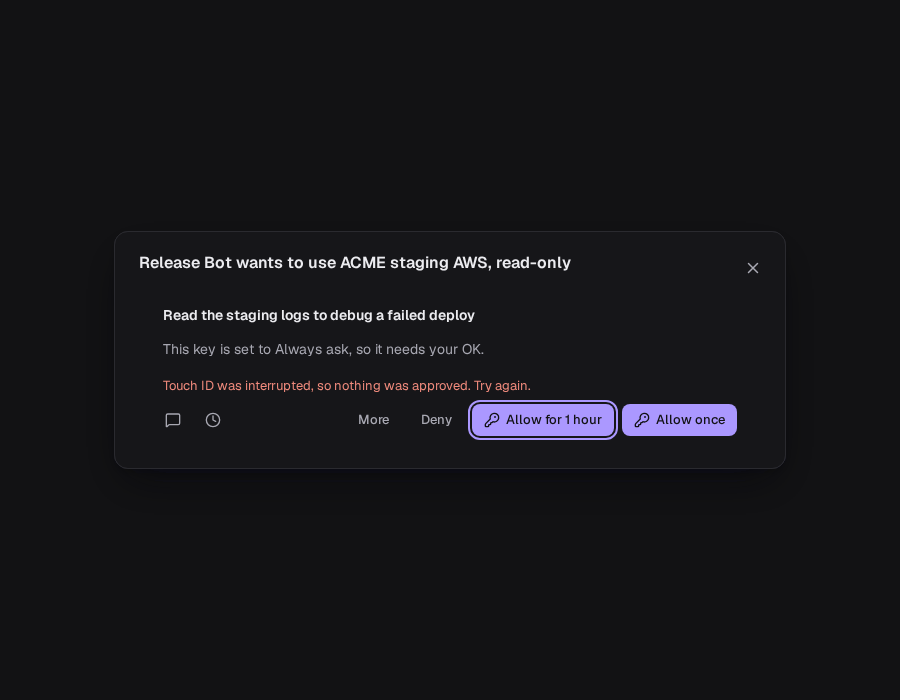 Release Bot wants to use ACME staging AWS, read-only
Read the staging logs to debug a failed deploy
This key is set to Always ask, so it needs your OK.
Touch ID was interrupted, so nothing was approved. Try again.
More Deny Allow for 1 hour Allow once